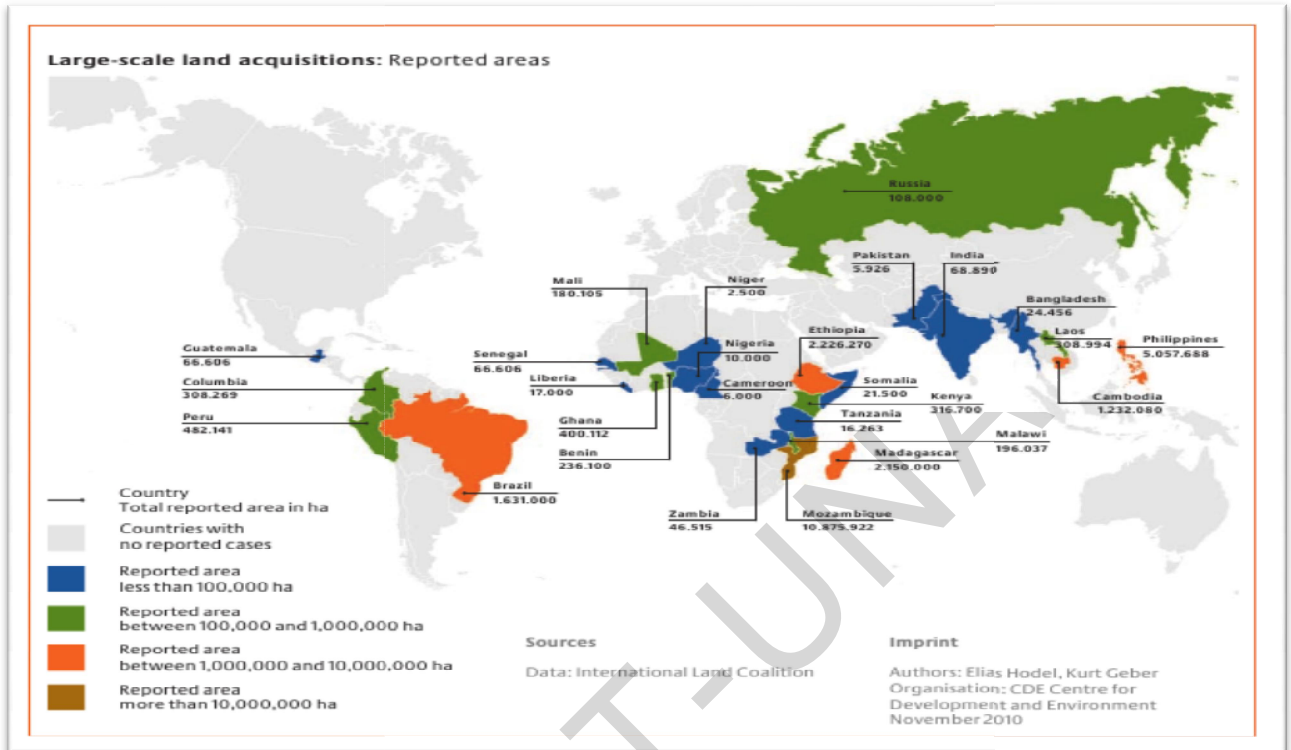 Large-scale land acquisitions: Reported areas
Russia
108.000
Pakistan
5.926
India
68.890
Mali
180.105
Niger
2.500
Bangladesh
24.456
Ethiopia
2.226.270
Laos
308.994
Philippines
5.057.688
Guatemala
66.606
Senegal
66.606
Nigeria
10.000
Columbia
308.269
Liberia
17.000
Cameroon
6.000
Somalia
21.500
Kenya
316.700
Cambodia
1.232.080
Peru
482.141
Ghana
400.112
Tanzania
16.263
Malawi
196.037
Benin
236.100
Madagascar
2.150.000
Brazil
1.631.000
Zambia
46.515
Mozambique
10.875.922
Country
Total reported area in ha
Countries with
no reported cases
Reported area
less than 100,000 ha
Reported area
between 100,000 and 1,000,000 ha
Reported area
between 1,000,000 and 10,000,000 ha
Reported area
more than 10,000,000 ha
Sources
Data: International Land Coalition
Imprint
Authors: Elias Hodel, Kurt Geber
Organisation: CDE Centre for
Development and Environment
November 2010
T-UNA